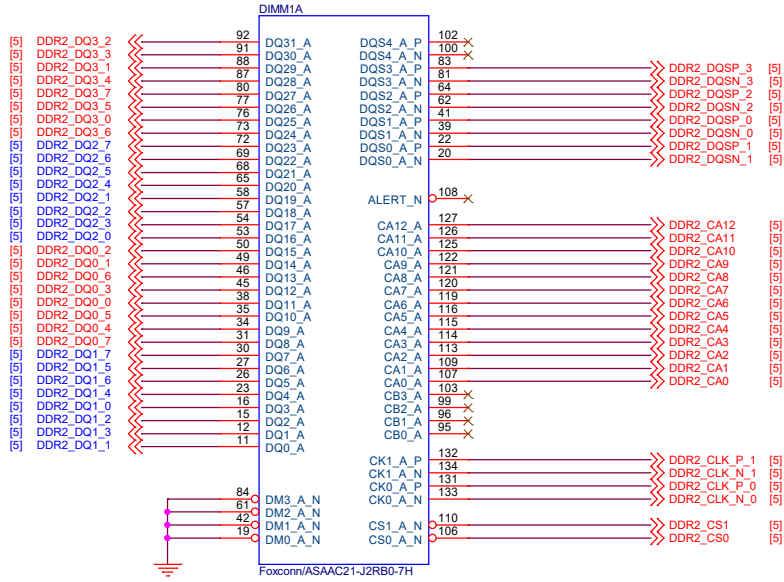 DIMM1A
[5] DDR2_DQ3_2 92 DQ31_A DQS4_A_P 102
[5] DDR2_DQ3_3 91 DQ30_A DQS4_A_N 100
[5] DDR2_DQ3_1 88 DQ29_A DQS3_A_P 83 DDR2_DQSP_3 [5]
[5] DDR2_DQ3_4 87 DQ28_A DQS3_A_N 81 DDR2_DQSN_3 [5]
[5] DDR2_DQ3_7 80 DQ27_A DQS2_A_P 64 DDR2_DQSP_2 [5]
[5] DDR2_DQ3_5 77 DQ26_A DQS2_A_N 62 DDR2_DQSN_2 [5]
[5] DDR2_DQ3_0 76 DQ25_A DQS1_A_P 41 DDR2_DQSP_0 [5]
[5] DDR2_DQ3_6 73 DQ24_A DQS1_A_N 39 DDR2_DQSN_0 [5]
[5] DDR2_DQ2_7 72 DQ23_A DQS0_A_P 22 DDR2_DQSP_1 [5]
[5] DDR2_DQ2_6 69 DQ22_A DQS0_A_N 20 DDR2_DQSN_1 [5]
[5] DDR2_DQ2_5 68 DQ21_A
[5] DDR2_DQ2_4 65 DQ20_A
[5] DDR2_DQ2_1 58 DQ19_A ALERT_N 108
[5] DDR2_DQ2_2 57 DQ18_A
[5] DDR2_DQ2_3 54 DQ17_A CA12_A 127 DDR2_CA12 [5]
[5] DDR2_DQ2_0 53 DQ16_A CA11_A 126 DDR2_CA11 [5]
[5] DDR2_DQ0_2 50 DQ15_A CA10_A 125 DDR2_CA10 [5]
[5] DDR2_DQ0_1 49 DQ14_A CA9_A 122 DDR2_CA9 [5]
[5] DDR2_DQ0_6 46 DQ13_A CA8_A 121 DDR2_CA8 [5]
[5] DDR2_DQ0_3 45 DQ12_A CA7_A 120 DDR2_CA7 [5]
[5] DDR2_DQ0_0 38 DQ11_A CA6_A 119 DDR2_CA6 [5]
[5] DDR2_DQ0_5 35 DQ10_A CA5_A 116 DDR2_CA5 [5]
[5] DDR2_DQ0_4 34 DQ9_A CA4_A 115 DDR2_CA4 [5]
[5] DDR2_DQ0_7 31 DQ8_A CA3_A 114 DDR2_CA3 [5]
[5] DDR2_DQ1_7 30 DQ7_A CA2_A 113 DDR2_CA2 [5]
[5] DDR2_DQ1_5 27 DQ6_A CA1_A 109 DDR2_CA1 [5]
[5] DDR2_DQ1_6 26 DQ5_A CA0_A 107 DDR2_CA0 [5]
[5] DDR2_DQ1_4 23 DQ4_A CB3_A 103
[5] DDR2_DQ1_0 16 DQ3_A CB2_A 99
[5] DDR2_DQ1_2 15 DQ2_A CB1_A 96
[5] DDR2_DQ1_3 12 DQ1_A CB0_A 95
[5] DDR2_DQ1_1 11 DQ0_A
CK1_A_P 132 DDR2_CLK_P_1 [5]
CK1_A_N 134 DDR2_CLK_N_1 [5]
CK0_A_P 131 DDR2_CLK_P_0 [5]
84 DM3_A_N CK0_A_N 133 DDR2_CLK_N_0 [5]
61 DM2_A_N
42 DM1_A_N CS1_A_N 110 DDR2_CS1 [5]
19 DM0_A_N CS0_A_N 106 DDR2_CS0 [5]
Foxconn/ASAAC21-J2RB0-7H